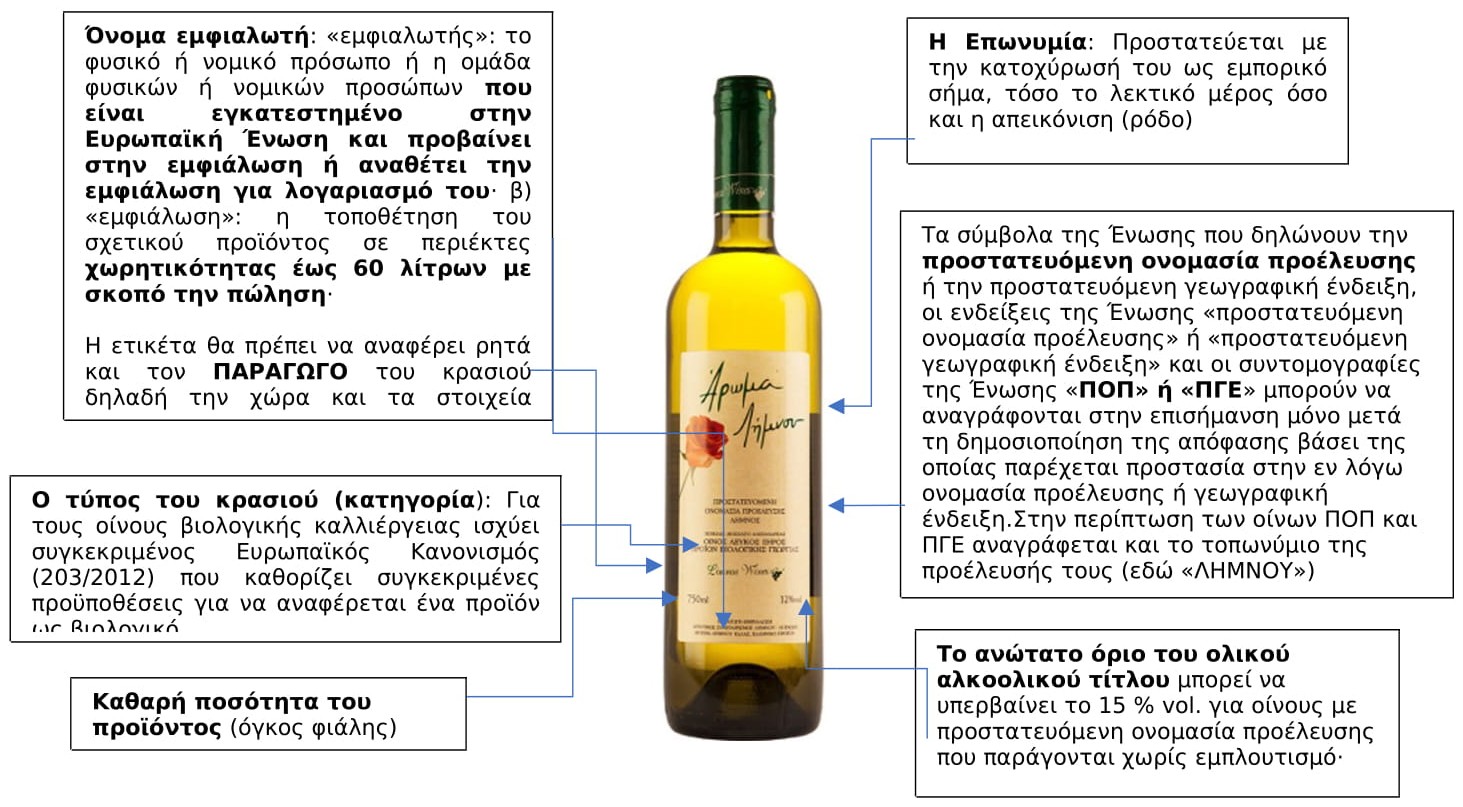 Όνομα εμφιαλωτή: «εμφιαλωτής»: το
φυσικό ή νομικό πρόσωπο ή η ομάδα
φυσικών ή νομικών προσώπων που
είναι εγκατεστημένο στην
Ευρωπαϊκή Ένωση και προβαίνει
στην εμφιάλωση ή αναθέτει την
εμφιάλωση για λογαριασμό του· β)
«εμφιάλωση»: η τοποθέτηση του
σχετικού προϊόντος σε περιέκτες
χωρητικότητας έως 60 λίτρων με
σκοπό την πώληση·
Η ετικέτα θα πρέπει να αναφέρει ρητά
και τον ΠΑΡΑΓΩΓΟ του κρασιού
δηλαδή την χώρα και τα στοιχεία
Ο τύπος του κρασιού (κατηγορία): Για
τους οίνους βιολογικής καλλιέργειας ισχύει
συγκεκριμένος Ευρωπαϊκός Κανονισμός
(203/2012) που καθορίζει συγκεκριμένες
προϋποθέσεις για να αναφέρεται ένα προϊόν
ως βιολογικό
Καθαρή ποσότητα του
προϊόντος (όγκος φιάλης)
Άρωμα
Λήμνου
ΠΡΟΣΤΑΤΕΥΟΜΕΝΗ
ΟΝΟΜΑΣΙΑ ΠΡΟΕΛΕΥΣΗΣ
ΛΗΜΝΟΣ
ΟΙΝΟΣ ΛΕΥΚΟΣ ΞΗΡΟΣ
ΠΡΟΪΟΝ ΒΙΟΛΟΓΙΚΗΣ ΓΕΩΡΓΙΑΣ
750ml 12%vol
Η Επωνυμία: Προστατεύεται με
την κατοχύρωσή του ως εμπορικό
σήμα, τόσο το λεκτικό μέρος όσο
και η απεικόνιση (ρόδο)
Τα σύμβολα της Ένωσης που δηλώνουν την
προστατευόμενη ονομασία προέλευσης
ή την προστατευόμενη γεωγραφική ένδειξη,
οι ενδείξεις της Ένωσης «προστατευόμενη
ονομασία προέλευσης» ή «προστατευόμενη
γεωγραφική ένδειξη» και οι συντομογραφίες
της Ένωσης «ΠΟΠ» ή «ΠΓΕ» μπορούν να
αναγράφονται στην επισήμανση μόνο μετά
τη δημοσιοποίηση της απόφασης βάσει της
οποίας παρέχεται προστασία στην εν λόγω
ονομασία προέλευσης ή γεωγραφική
ένδειξη.Στην περίπτωση των οίνων ΠΟΠ και
ΠΓΕ αναγράφεται και το τοπωνύμιο της
προέλευσής τους (εδώ «ΛΗΜΝΟΥ»)
Το ανώτατο όριο του ολικού
αλκοολικού τίτλου μπορεί να
υπερβαίνει το 15 % vol. για οίνους με
προστατευόμενη ονομασία προέλευσης
που παράγονται χωρίς εμπλουτισμό·